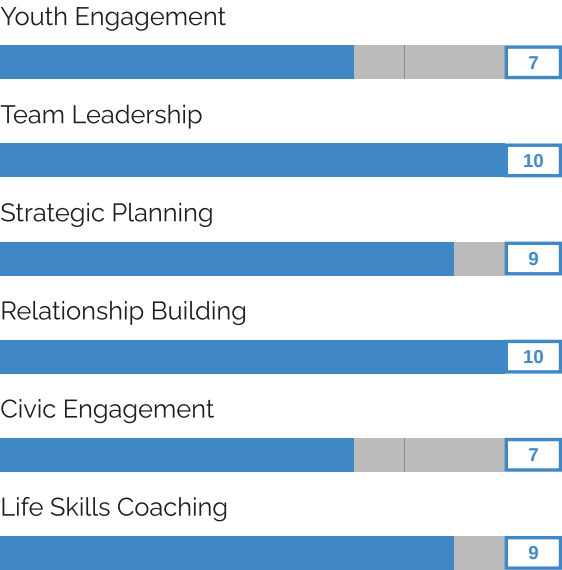 Youth Engagement
7
Team Leadership
10
Strategic Planning
9
Relationship Building
10
Civic Engagement
7
Life Skills Coaching
9